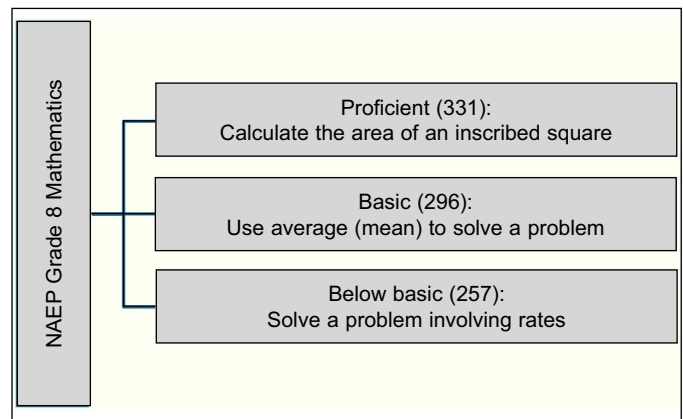 NAEP Grade 8 Mathematics
Proficient (331):
Calculate the area of an inscribed square
Basic (296):
Use average (mean) to solve a problem
Below basic (257):
Solve a problem involving rates